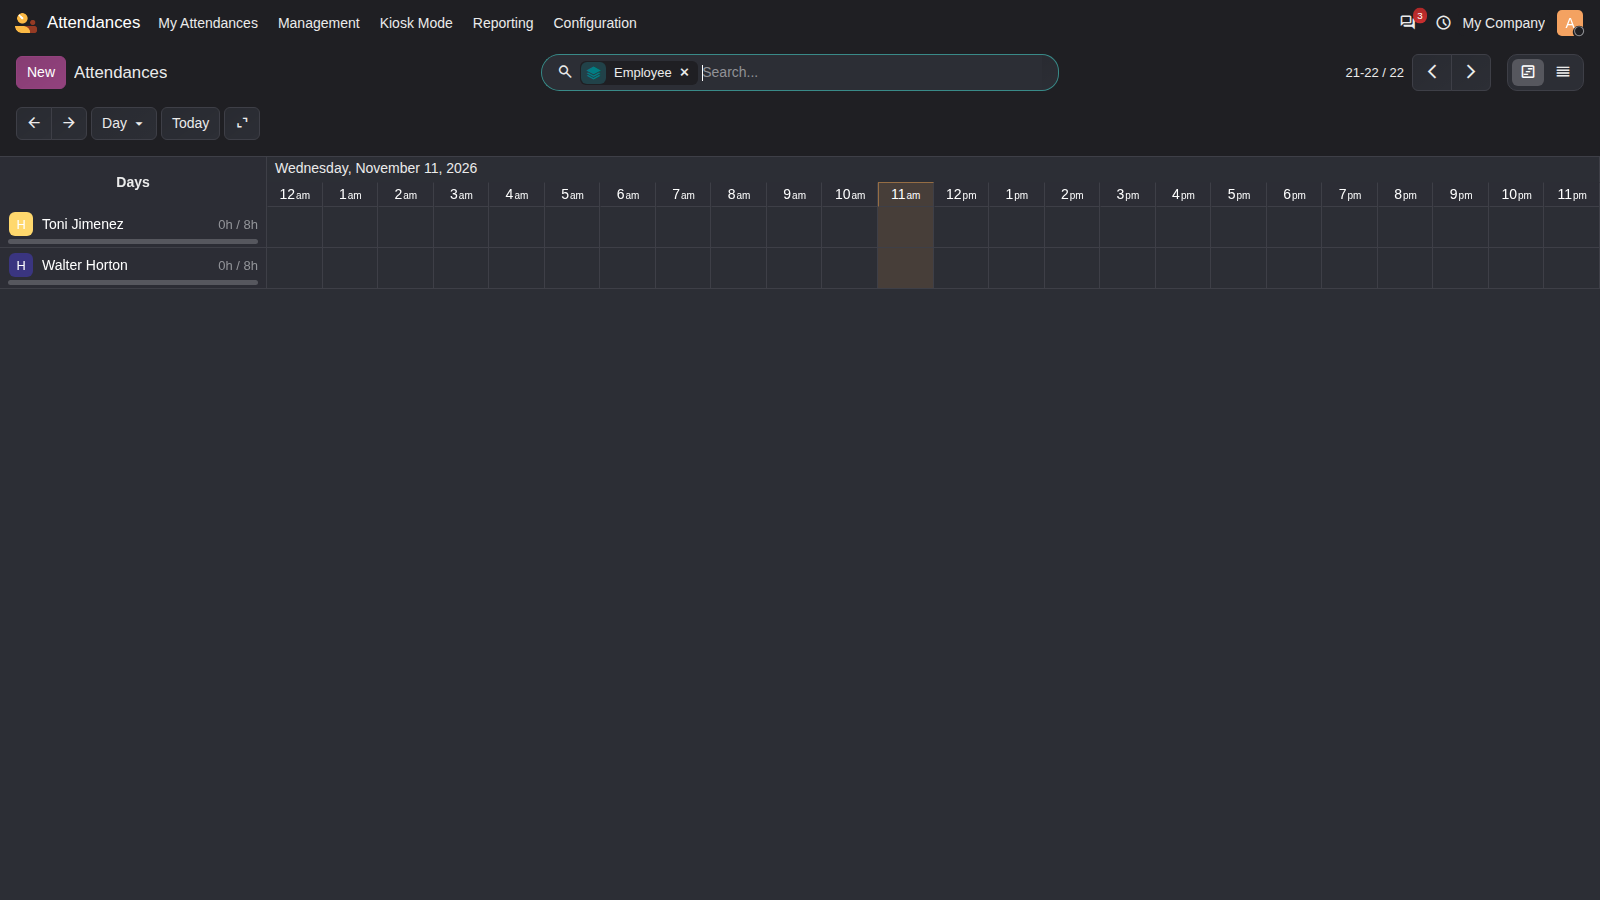 Attendances My Attendances Management Kiosk Mode Reporting Configuration 3 My Company A
New Attendances Employee Search... 21-22 / 22
Day Today
Wednesday, November 11, 2026
Days
12am 1am 2am 3am 4am 5am 6am 7am 8am 9am 10am 11am 12pm 1pm 2pm 3pm 4pm 5pm 6pm 7pm 8pm 9pm 10pm 11pm
H Toni Jimenez 0h / 8h
H Walter Horton 0h / 8h